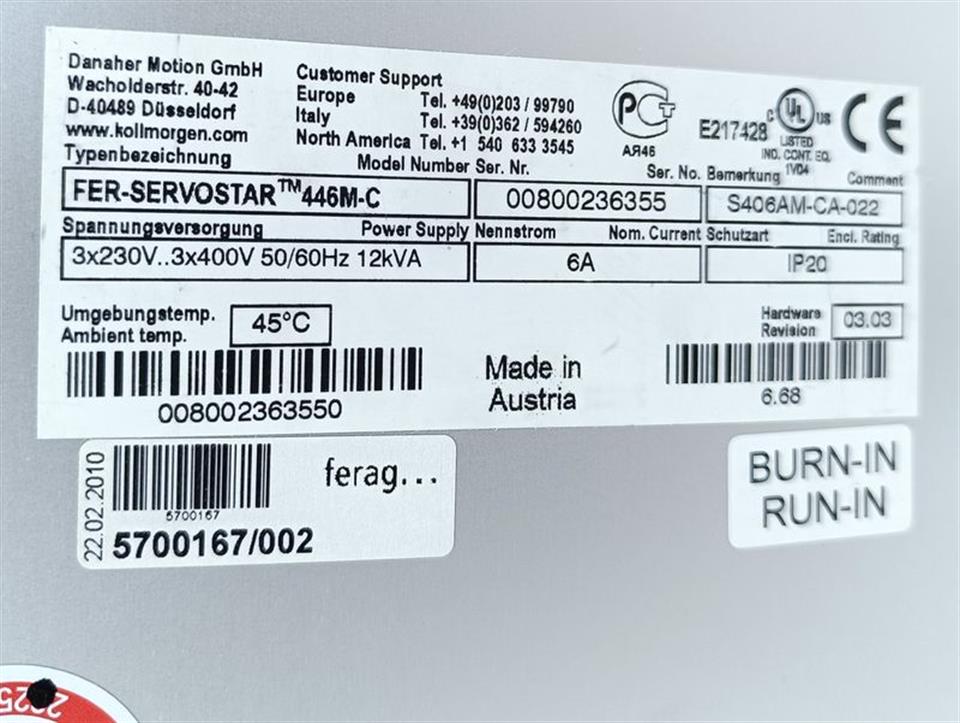 Danaher Motion GmbH
Wacholderstr. 40-42
D-40489 Düsseldorf
www.kollmorgen.com
Customer Support
Europe Tel. +49(0)203 / 99790
Italy Tel. +39(0)362 / 594260
North America Tel. +1 540 633 3545
PCT
АЯ46
E217428
C UL US
LISTED
IND. CONT. EQ.
1V04
CE
Typenbezeichnung Model Number Ser. Nr. Ser. No. Bemerkung Comment
FER-SERVOSTAR™446M-C 00800236355 S406AM-CA-022
Spannungsversorgung Power Supply Nennstrom Nom. Current Schutzart Encl. Rating
3x230V..3x400V 50/60Hz 12kVA 6A IP20
Umgebungstemp.
Ambient temp.
45°C
Hardware
Revision
03.03
008002363550
Made in
Austria
6.68
22.02.2010
5700167
ferag...
5700167/002
BURN-IN
RUN-IN
2025